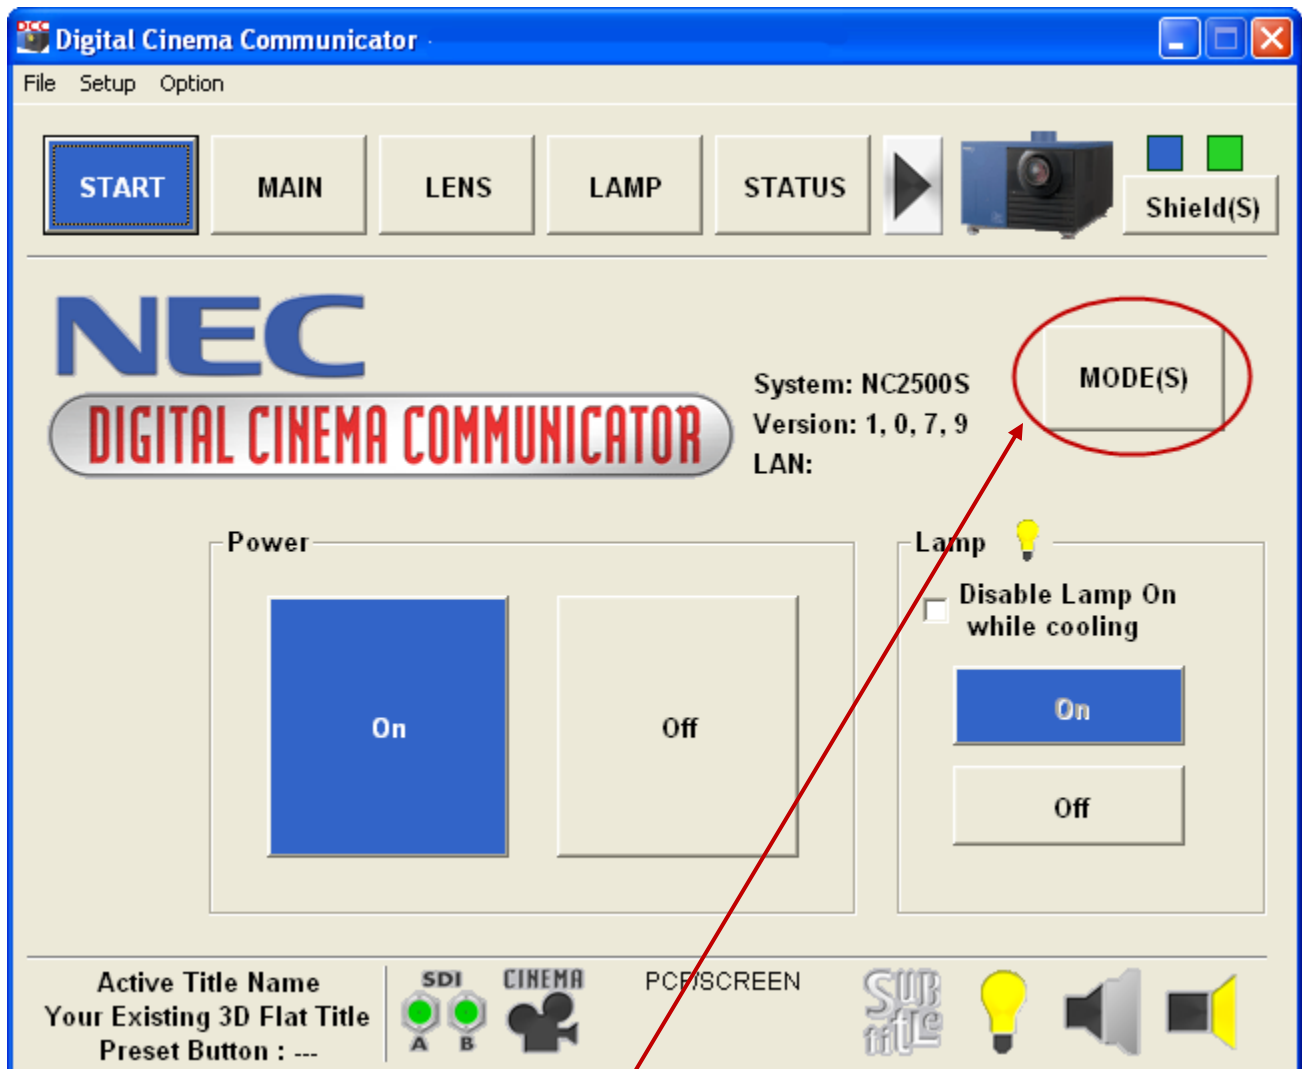 DCC Digital Cinema Communicator
File Setup Option
START MAIN LENS LAMP STATUS Shield(S)
NEC
DIGITAL CINEMA COMMUNICATOR
System: NC2500S
Version: 1, 0, 7, 9
LAN:
MODE(S)
Power
On
Off
Lamp
Disable Lamp On
while cooling
On
Off
Active Title Name
Your Existing 3D Flat Title
Preset Button : ---
SDI
A B
CINEMA
PCF/SCREEN
SUB
titLe